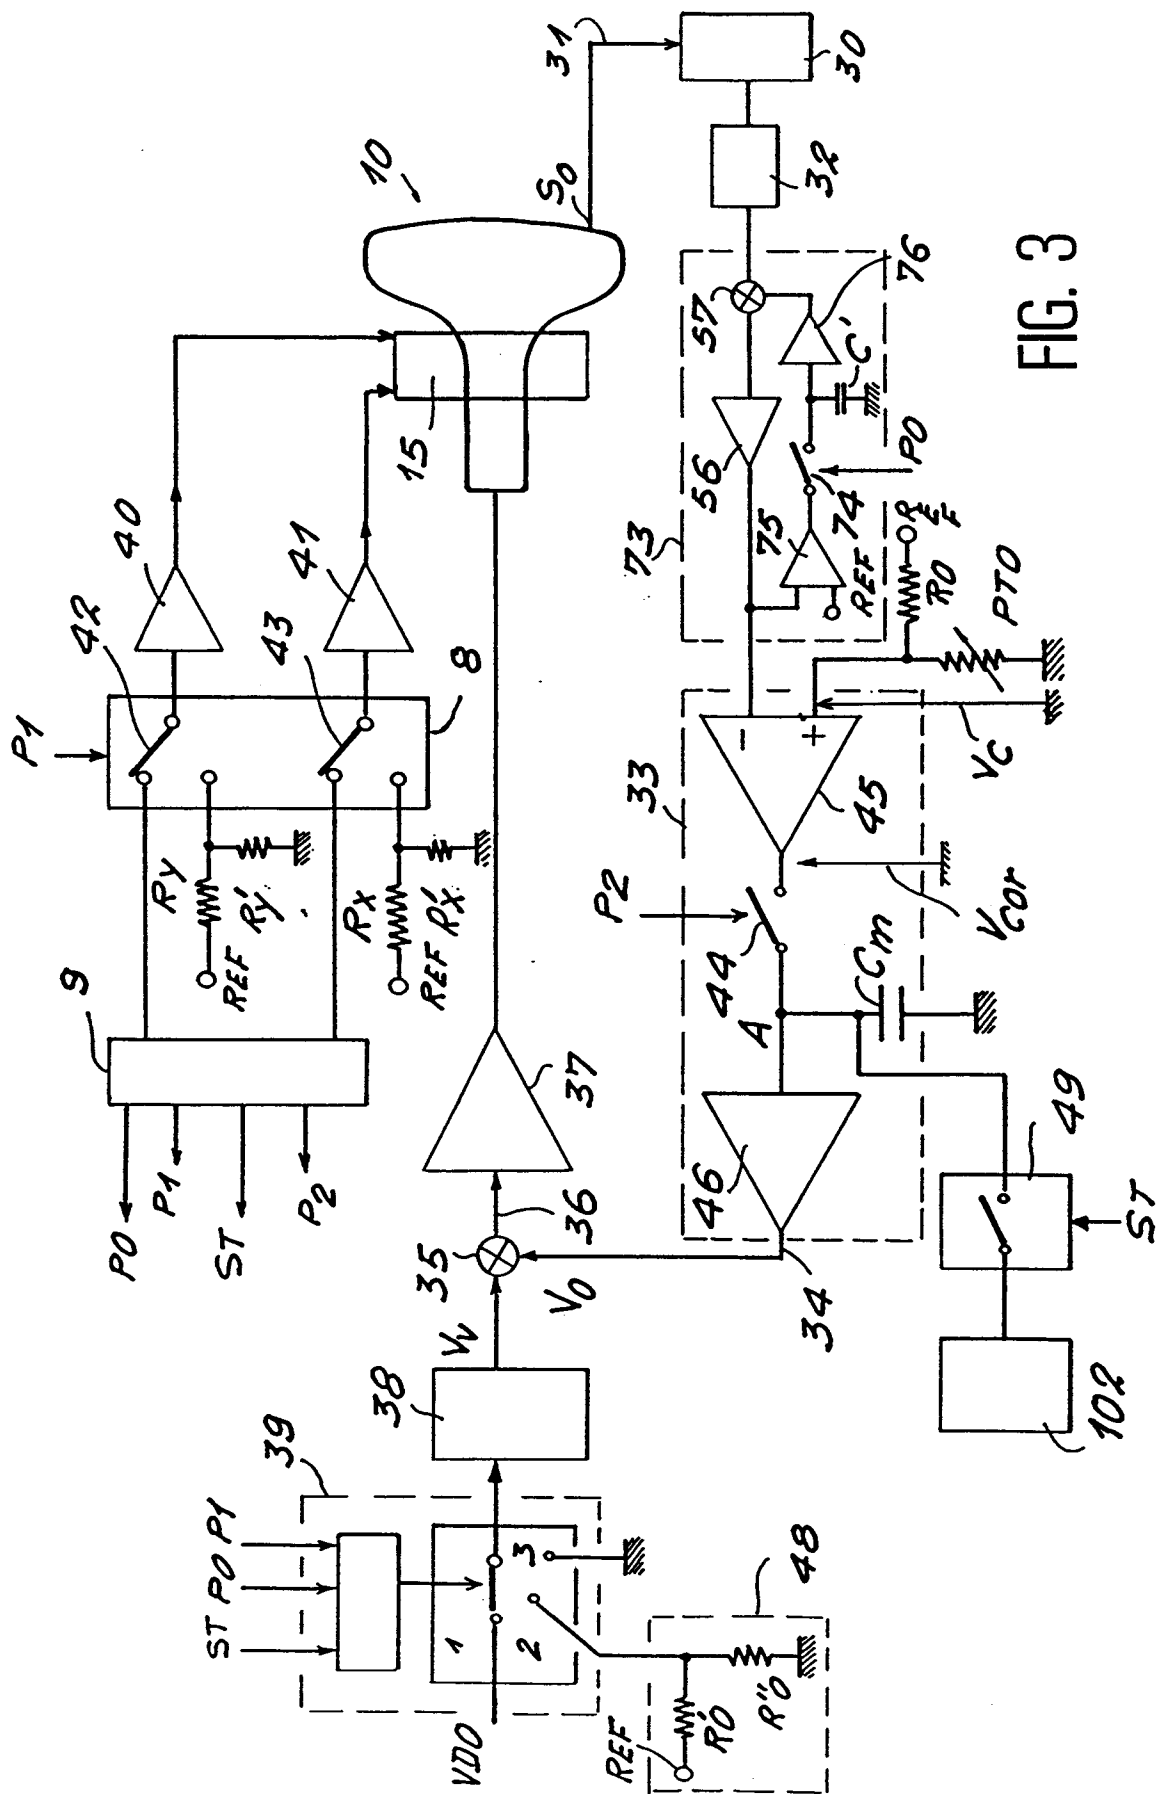 FIG. 3
P1
42
40
10
31
30
32
S0
15
41
43
8
9
Ry
R'y
REF
Rx
R'x
REF
P0
P1
ST
P2
37
36
35
Vv
V0
38
39
ST
P0
P1
1
2
3
VDO
48
REF
R'0
R"0
34
46
A
Cm
44
P2
33
45
-
+
Vcor
Vc
73
56
57
76
C'
75
74
REF
P0
REF
R0
PTO
49
ST
102